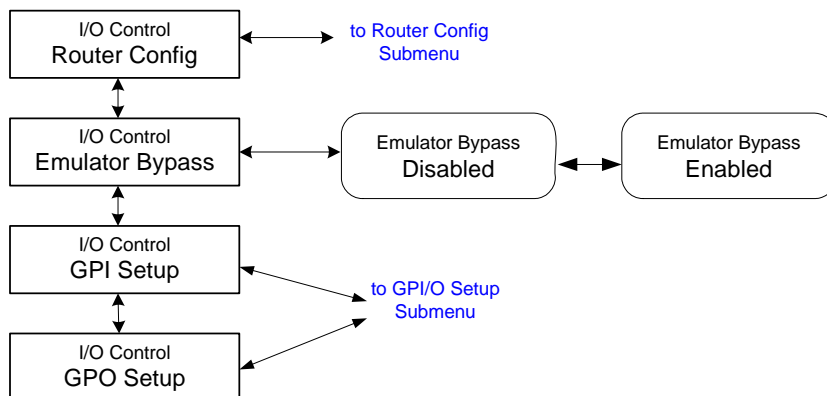 I/O Control
Router Config
to Router Config
Submenu
I/O Control
Emulator Bypass
Emulator Bypass
Disabled
Emulator Bypass
Enabled
I/O Control
GPI Setup
to GPI/O Setup
Submenu
I/O Control
GPO Setup